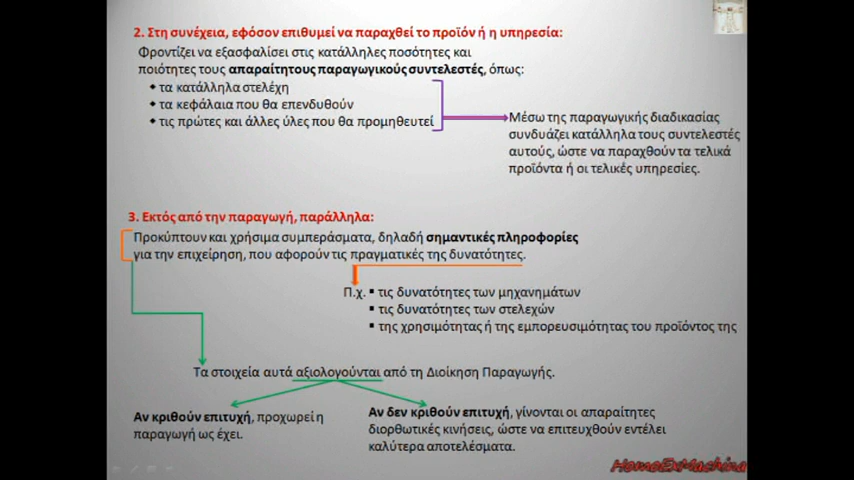 2. Στη συνέχεια, εφόσον επιθυμεί να παραχθεί το προϊόν ή η υπηρεσία:
Φροντίζει να εξασφαλίσει στις κατάλληλες ποσότητες και
ποιότητες τους απαραίτητους παραγωγικούς συντελεστές, όπως:
◆ τα κατάλληλα στελέχη
◆ τα κεφάλαια που θα επενδυθούν
◆ τις πρώτες και άλλες ύλες που θα προμηθευτεί
Μέσω της παραγωγικής διαδικασίας
συνδυάζει κατάλληλα τους συντελεστές
αυτούς, ώστε να παραχθούν τα τελικά
προϊόντα ή οι τελικές υπηρεσίες.
3. Εκτός από την παραγωγή, παράλληλα:
Προκύπτουν και χρήσιμα συμπεράσματα, δηλαδή σημαντικές πληροφορίες
για την επιχείρηση, που αφορούν τις πραγματικές της δυνατότητες.
Π.χ. ▪ τις δυνατότητες των μηχανημάτων
▪ τις δυνατότητες των στελεχών
▪ της χρησιμότητας ή της εμπορευσιμότητας του προϊόντος της
Τα στοιχεία αυτά αξιολογούνται από τη Διοίκηση Παραγωγής.
Αν κριθούν επιτυχή, προχωρεί η
παραγωγή ως έχει.
Αν δεν κριθούν επιτυχή, γίνονται οι απαραίτητες
διορθωτικές κινήσεις, ώστε να επιτευχθούν εντέλει
καλύτερα αποτελέσματα.
HomoExMachina